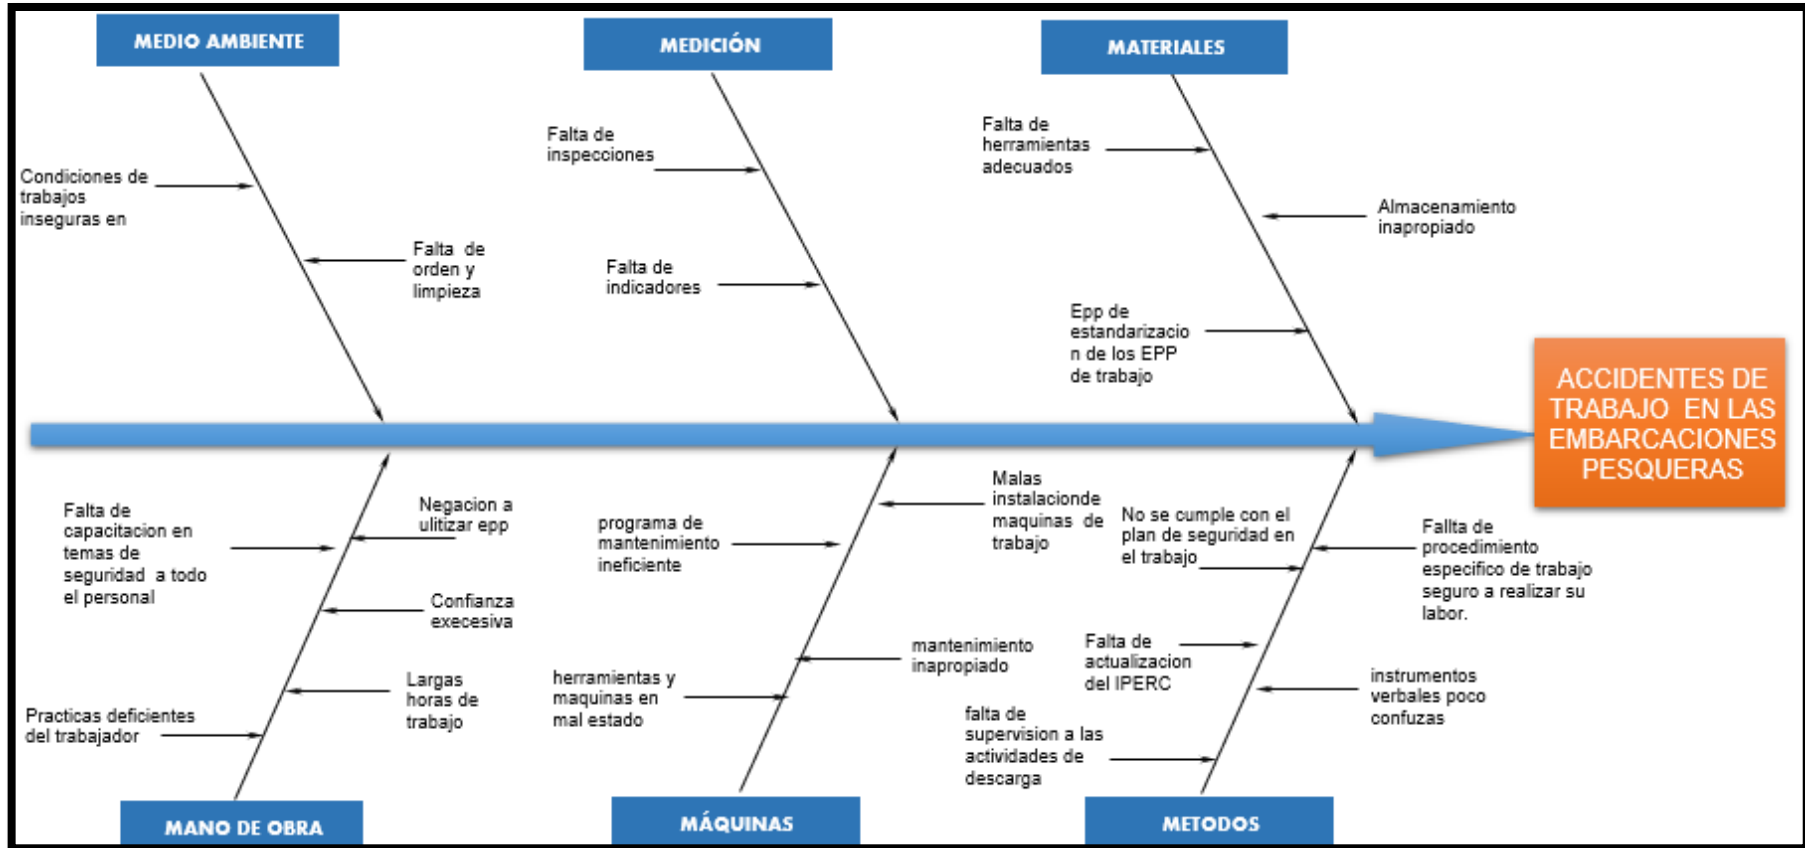 MEDIO AMBIENTE
MEDICIÓN
MATERIALES
Condiciones de
trabajos
inseguras en
Falta de
orden y
limpieza
Falta de
inspecciones
Falta de
indicadores
Falta de
herramientas
adecuados
Almacenamiento
inapropiado
Epp de
estandarizacio
n de los EPP
de trabajo
ACCIDENTES DE
TRABAJO EN LAS
EMBARCACIONES
PESQUERAS
Falta de
capacitacion en
temas de
seguridad a todo
el personal
Negacion a
ulitizar epp
Confianza
execesiva
Largas
horas de
trabajo
Practicas deficientes
del trabajador
programa de
mantenimiento
ineficiente
Malas
instalacionde
maquinas de
trabajo
mantenimiento
inapropiado
herramientas y
maquinas en
mal estado
No se cumple con el
plan de seguridad en
el trabajo
Fallta de
procedimiento
especifico de trabajo
seguro a realizar su
labor.
Falta de
actualizacion
del IPERC
instrumentos
verbales poco
confuzas
falta de
supervision a las
actividades de
descarga
MANO DE OBRA
MÁQUINAS
METODOS